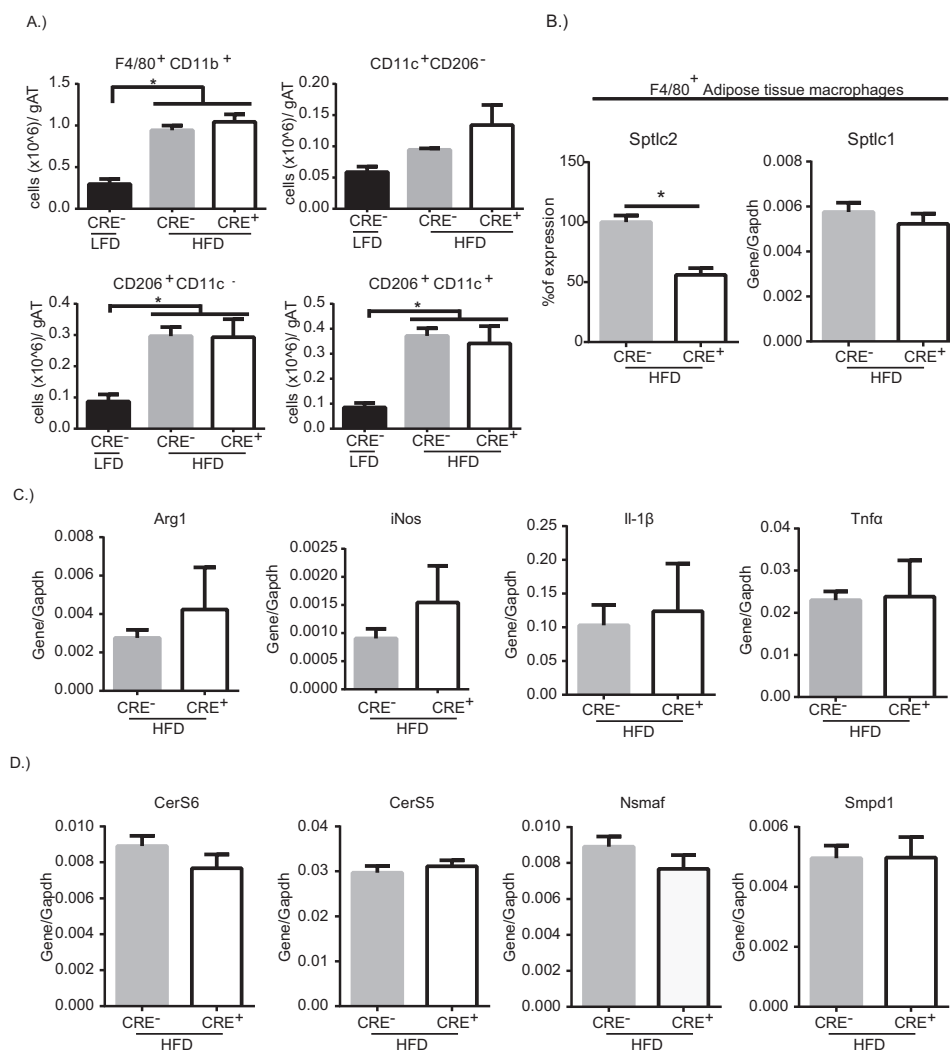 A.)
F4/80+ CD11b +
cells (x10^6)/ gAT
1.5
1.0
0.5
0.0
*
CRE- CRE- CRE+
LFD HFD
CD11c+CD206-
cells (x10^6)/ gAT
0.20
0.15
0.10
0.05
0.00
CRE- CRE- CRE+
LFD HFD
CD206+CD11c -
cells (x10^6)/ gAT
0.4
0.3
0.2
0.1
0.0
*
CRE- CRE- CRE+
LFD HFD
CD206+ CD11c+
cells (x10^6)/ gAT
0.5
0.4
0.3
0.2
0.1
0.0
*
CRE- CRE- CRE+
LFD HFD
B.)
F4/80+ Adipose tissue macrophages
Sptlc2
%of expression
150
100
50
0
*
CRE- CRE+
HFD
Sptlc1
Gene/Gapdh
0.008
0.006
0.004
0.002
0.000
CRE- CRE+
HFD
C.)
Arg1
Gene/Gapdh
0.008
0.006
0.004
0.002
0.000
CRE- CRE+
HFD
iNos
Gene/Gapdh
0.0025
0.0020
0.0015
0.0010
0.0005
0.0000
CRE- CRE+
HFD
Il-1β
Gene/Gapdh
0.25
0.20
0.15
0.10
0.05
0.00
CRE- CRE+
HFD
Tnfα
Gene/Gapdh
0.04
0.03
0.02
0.01
0.00
CRE- CRE+
HFD
D.)
CerS6
Gene/Gapdh
0.010
0.008
0.006
0.004
0.002
0.000
CRE- CRE+
HFD
CerS5
Gene/Gapdh
0.04
0.03
0.02
0.01
0.00
CRE- CRE+
HFD
Nsmaf
Gene/Gapdh
0.010
0.008
0.006
0.004
0.002
0.000
CRE- CRE+
HFD
Smpd1
Gene/Gapdh
0.006
0.004
0.002
0.000
CRE- CRE+
HFD